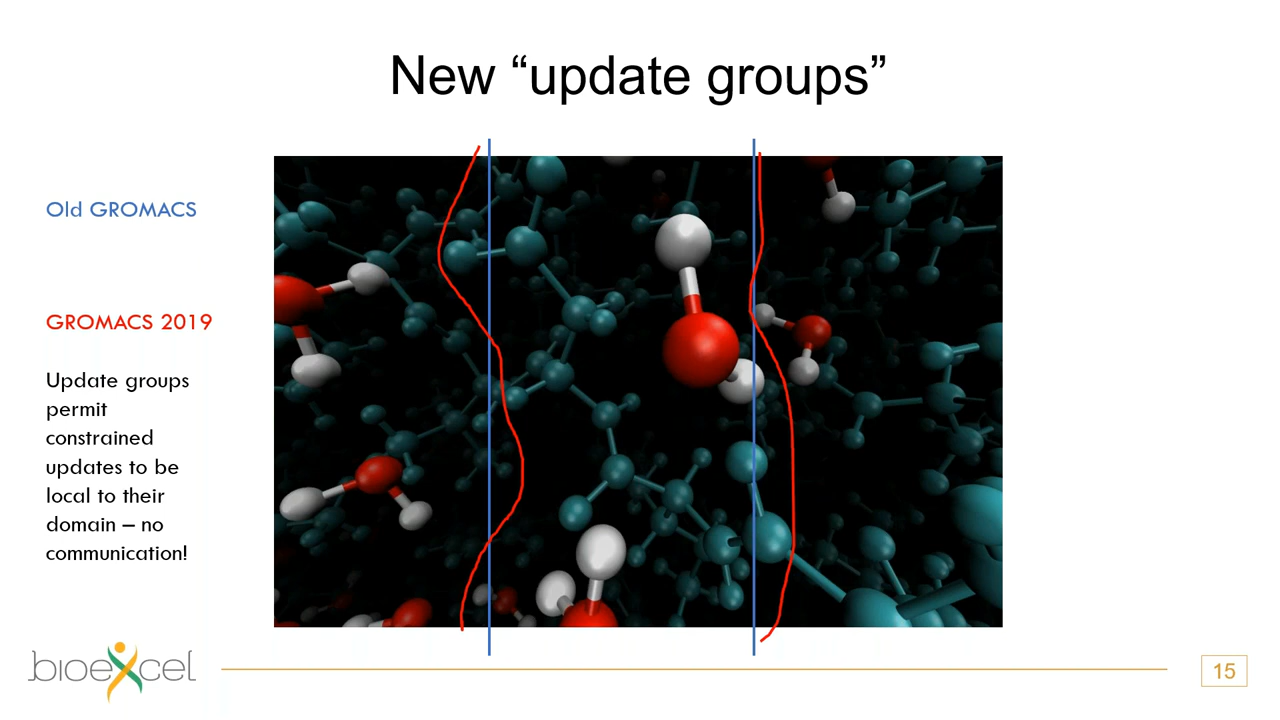 New “update groups”
Old GROMACS
GROMACS 2019
Update groups
permit
constrained
updates to be
local to their
domain – no
communication!
bioexcel
15